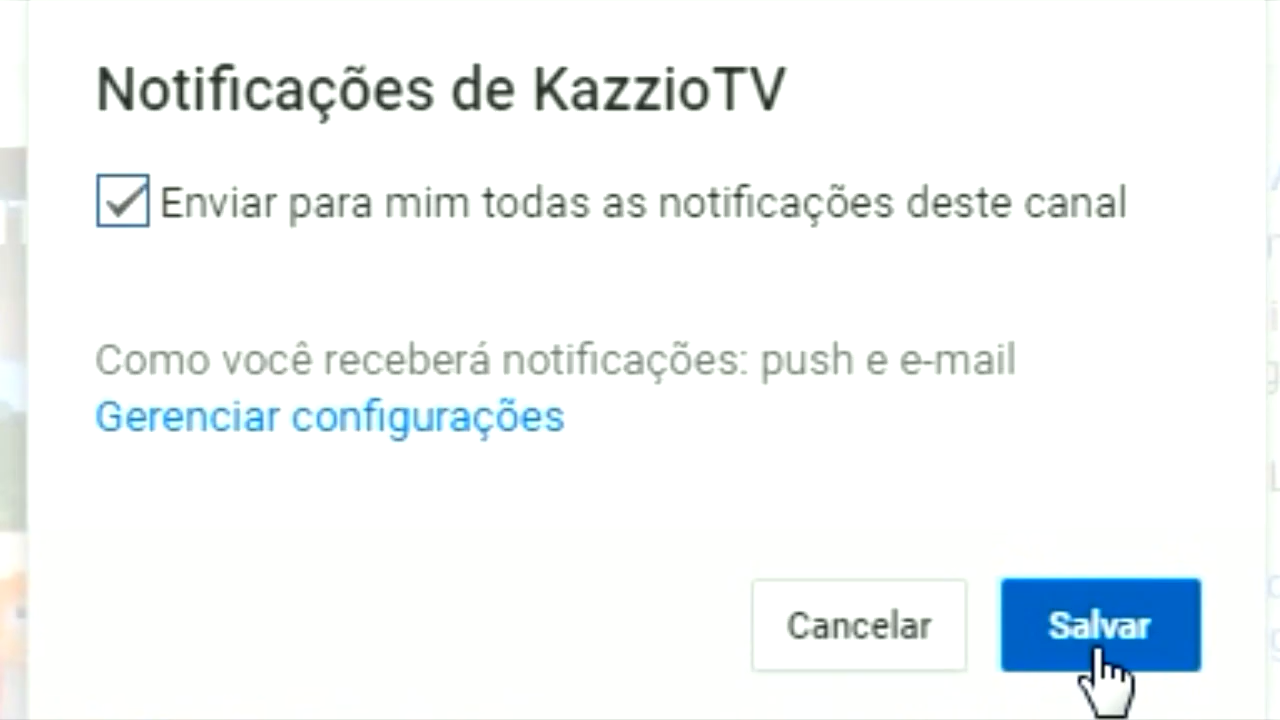 Notificações de KazzioTV
Enviar para mim todas as notificações deste canal
Como você receberá notificações: push e e-mail
Gerenciar configurações
Cancelar
Salvar